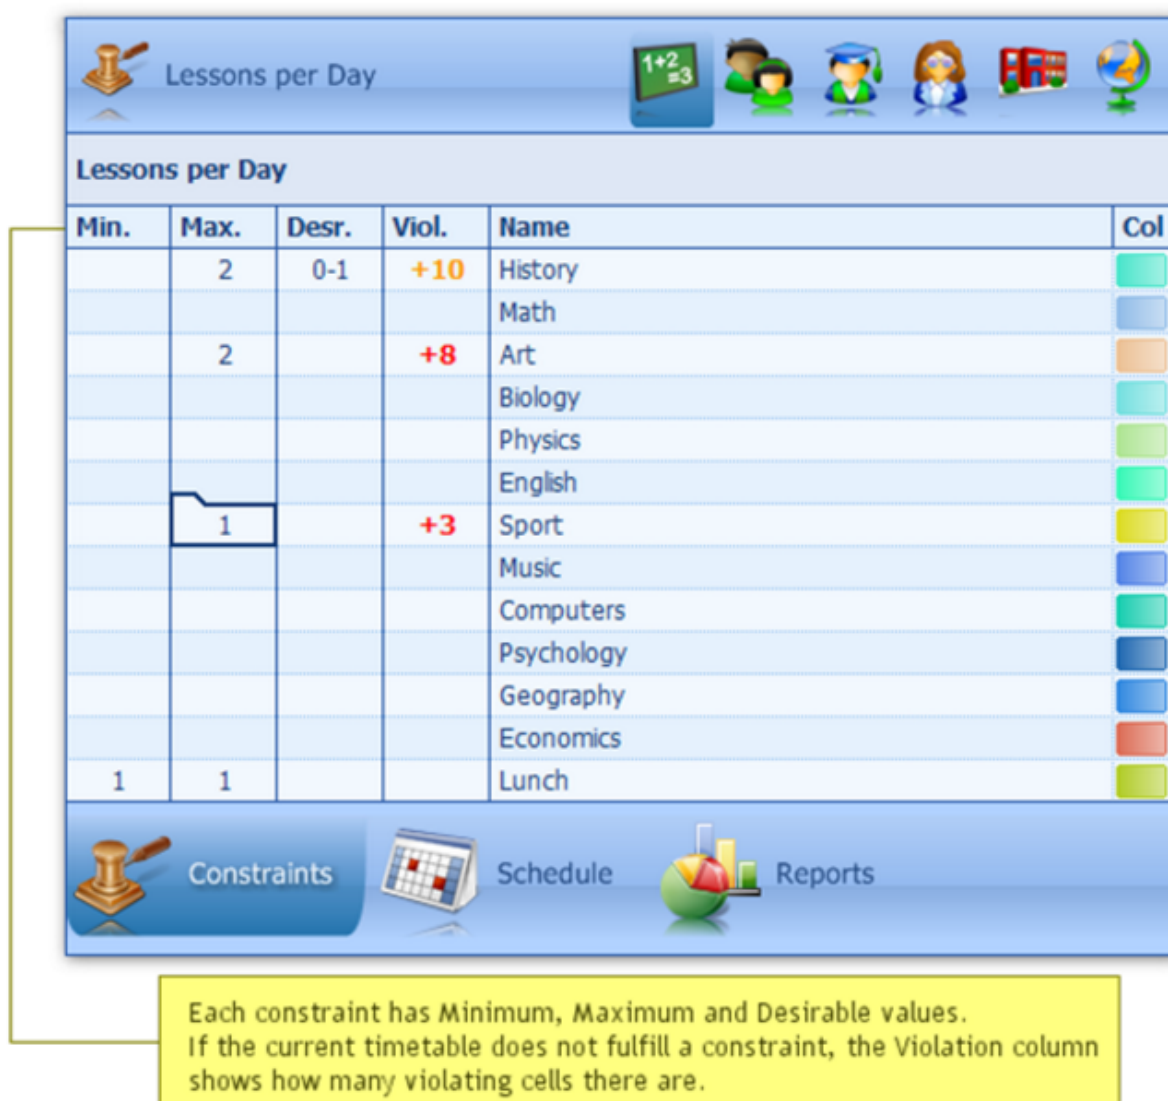 Lessons per Day
1+2
=3
Lessons per Day
Min. Max. Desr. Viol. Name Col
2 0-1 +10 History
Math
2 +8 Art
Biology
Physics
English
1 +3 Sport
Music
Computers
Psychology
Geography
Economics
1 1 Lunch
Constraints Schedule Reports
Each constraint has Minimum, Maximum and Desirable values.
If the current timetable does not fulfill a constraint, the Violation column
shows how many violating cells there are.